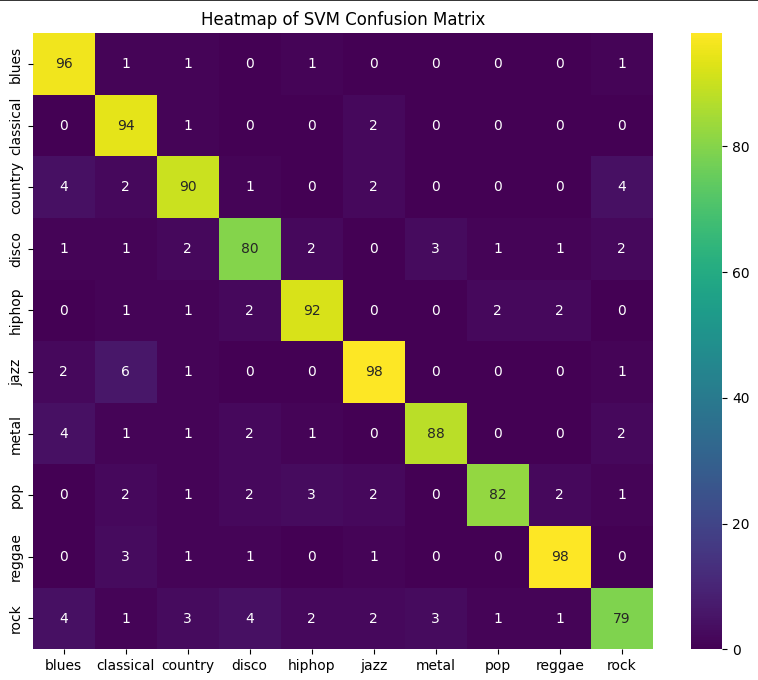 Heatmap of SVM Confusion Matrix
blues 96 1 1 0 1 0 0 0 0 1
classical 0 94 1 0 0 2 0 0 0 0
80
country 4 2 90 1 0 2 0 0 0 4
disco 1 1 2 80 2 0 3 1 1 2
60
hiphop 0 1 1 2 92 0 0 2 2 0
jazz 2 6 1 0 0 98 0 0 0 1
40
metal 4 1 1 2 1 0 88 0 0 2
pop 0 2 1 2 3 2 0 82 2 1
20
reggae 0 3 1 1 0 1 0 0 98 0
rock 4 1 3 4 2 2 3 1 1 79
0
blues classical country disco hiphop jazz metal pop reggae rock